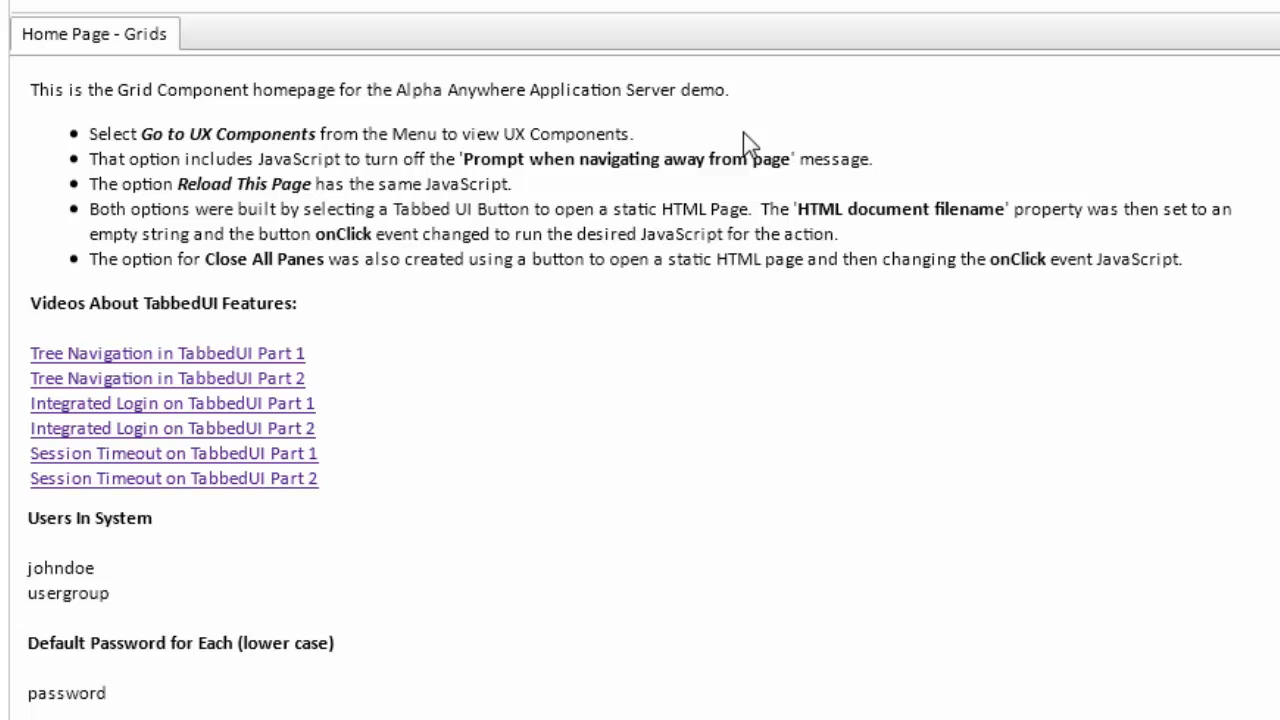 Home Page - Grids
This is the Grid Component homepage for the Alpha Anywhere Application Server demo.
Select Go to UX Components from the Menu to view UX Components.
That option includes JavaScript to turn off the 'Prompt when navigating away from page' message.
The option Reload This Page has the same JavaScript.
Both options were built by selecting a Tabbed UI Button to open a static HTML Page.  The 'HTML document filename' property was then set to an
empty string and the button onClick event changed to run the desired JavaScript for the action.
The option for Close All Panes was also created using a button to open a static HTML page and then changing the onClick event JavaScript.
Videos About TabbedUI Features:
Tree Navigation in TabbedUI Part 1
Tree Navigation in TabbedUI Part 2
Integrated Login on TabbedUI Part 1
Integrated Login on TabbedUI Part 2
Session Timeout on TabbedUI Part 1
Session Timeout on TabbedUI Part 2
Users In System
johndoe
usergroup
Default Password for Each (lower case)
password